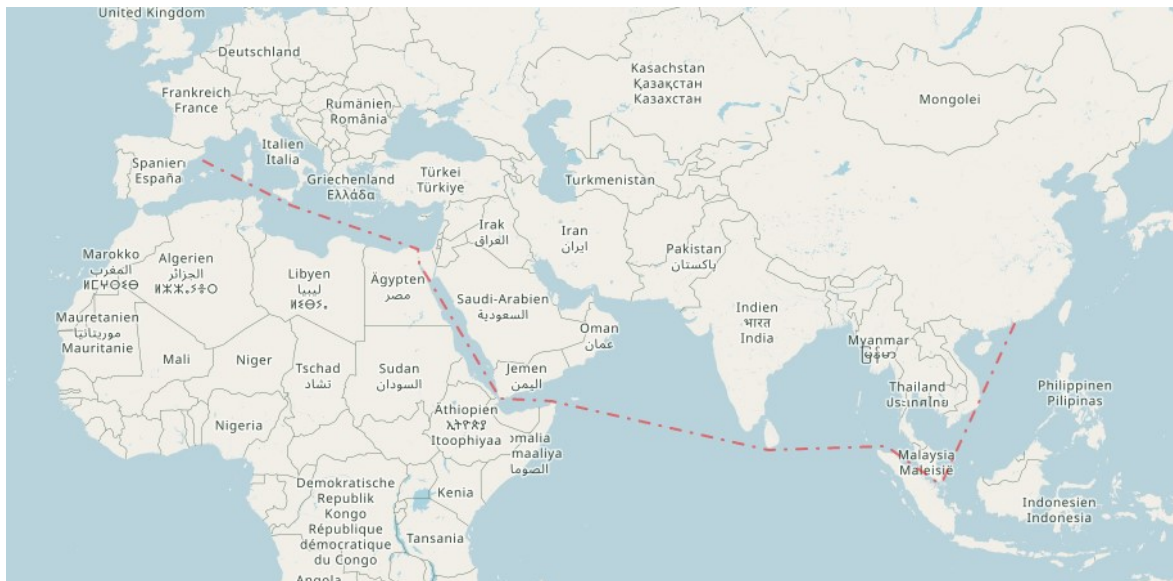 United Kingdom
Deutschland
Kasachstan
Қазақстан
Казахстан
Mongolei
Frankreich
France
Rumänien
România
Italien
Italia
Spanien
España
Griechenland
Ελλάδα
Türkei
Türkiye
Turkmenistan
Irak
العراق
Iran
ایران
Pakistan
پاکستان
Marokko
المغرب
ⵍⵎⵖⵔⵉⴱ
Algerien
الجزائر
Libyen
ليبيا
Ägypten
مصر
Saudi-Arabien
السعودية
Oman
عمان
Indien
भारत
India
Myanmar
Mauretanien
موريتانيا
Mauritanie
Mali
Niger
Tschad
تشاد
Sudan
السودان
Jemen
اليمن
Thailand
ประเทศไทย
Philippinen
Pilipinas
Nigeria
Äthiopien
Itoophiyaa
omalia
maaliya
الصوما
Malaysia
Maleisië
Demokratische
Republik
Kongo
République
démocratique
du Congo
Kenia
Tansania
Indonesien
Indonesia
Angola